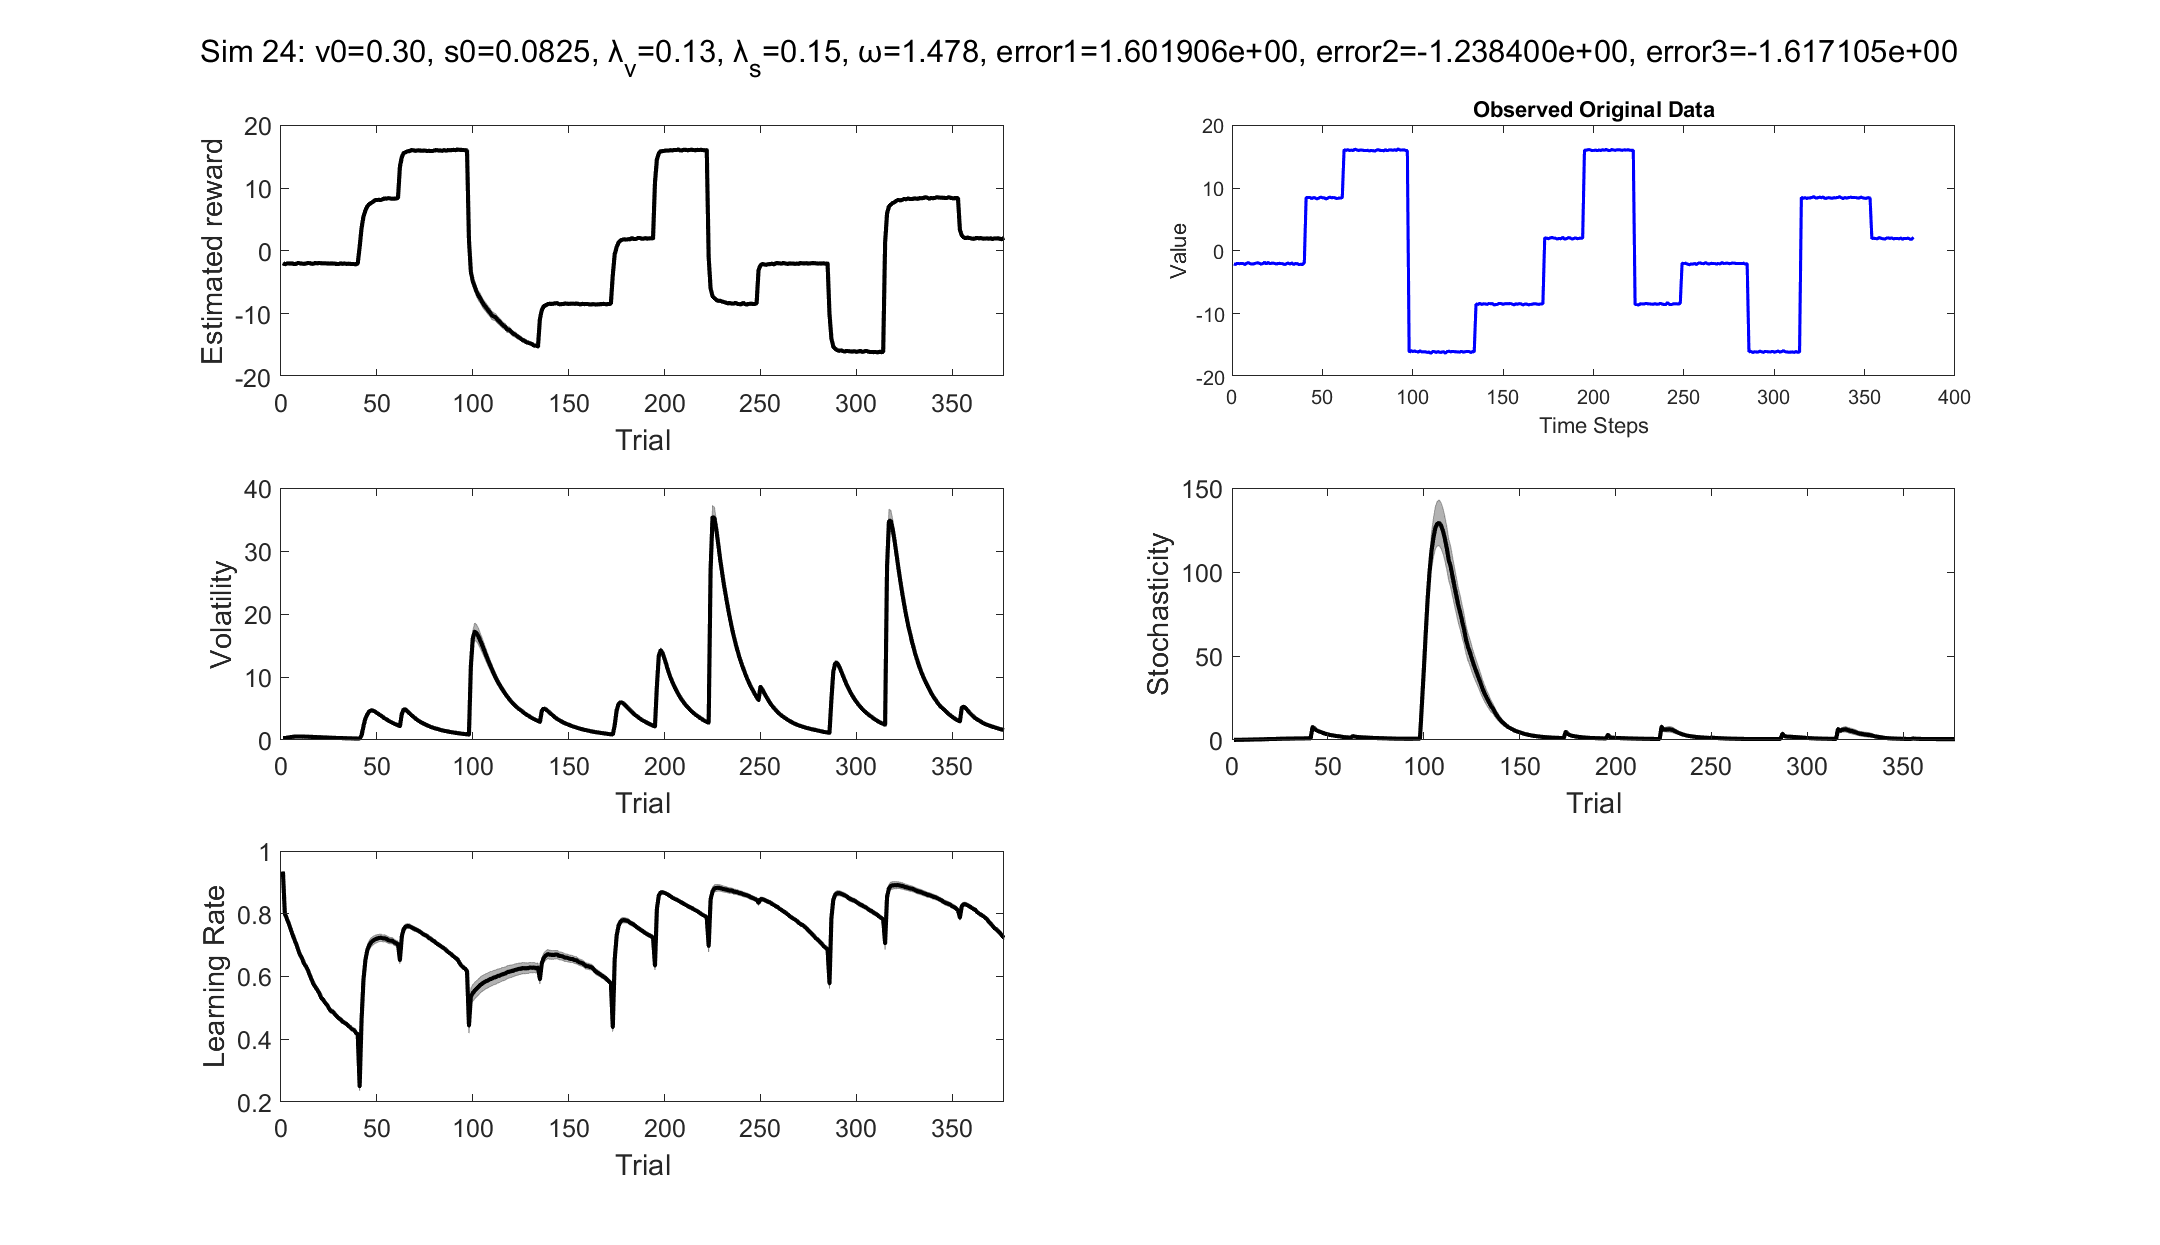 Sim 24: v0=0.30, s0=0.0825, λv=0.13, λs=0.15, ω=1.478, error1=1.601906e+00, error2=-1.238400e+00, error3=-1.617105e+00
Estimated reward
20
10
0
-10
-20
0 50 100 150 200 250 300 350
Trial
Observed Original Data
Value
20
10
0
-10
-20
0 50 100 150 200 250 300 350 400
Time Steps
Volatility
40
30
20
10
0
0 50 100 150 200 250 300 350
Trial
Stochasticity
150
100
50
0
0 50 100 150 200 250 300 350
Trial
Learning Rate
1
0.8
0.6
0.4
0.2
0 50 100 150 200 250 300 350
Trial